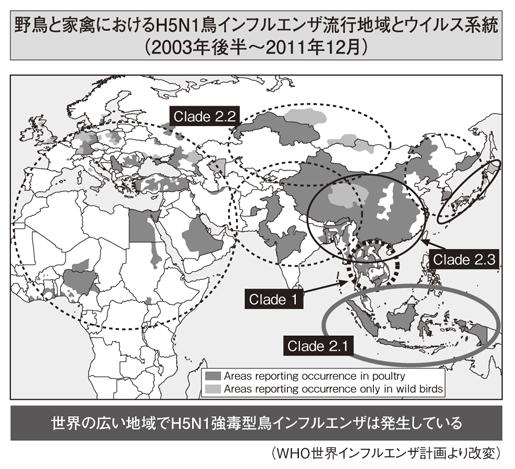 野鳥と家禽におけるH5N1鳥インフルエンザ流行地域とウイルス系統
（2003年後半～2011年12月）
Clade 2.2
Clade 2.3
Clade 1
Clade 2.1
Areas reporting occurrence in poultry
Areas reporting occurrence only in wild birds
世界の広い地域でH5N1強毒型鳥インフルエンザは発生している
（WHO世界インフルエンザ計画より改変）